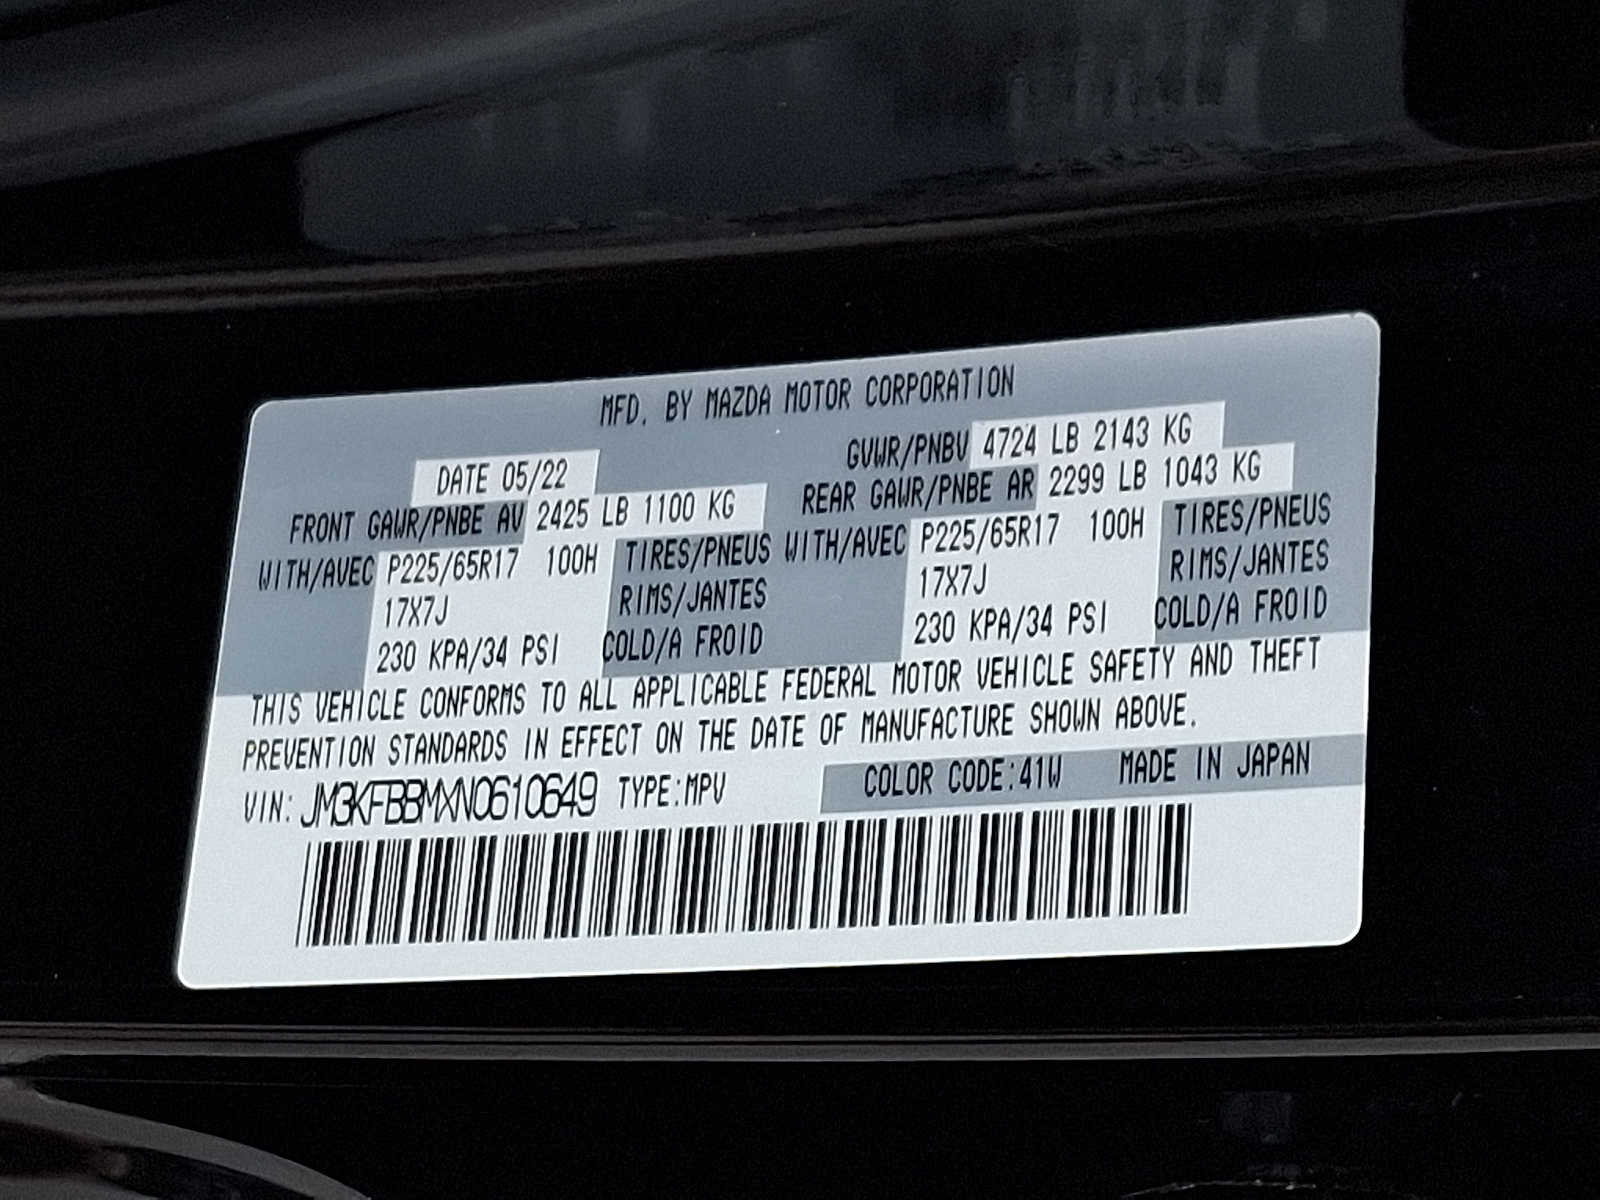 MFD. BY MAZDA MOTOR CORPORATION
DATE 05/22 GVWR/PNBV 4724 LB 2143 KG
FRONT GAWR/PNBE AV 2425 LB 1100 KG REAR GAWR/PNBE AR 2299 LB 1043 KG
WITH/AVEC P225/65R17 100H TIRES/PNEUS WITH/AVEC P225/65R17 100H TIRES/PNEUS
17X7J RIMS/JANTES 17X7J RIMS/JANTES
230 KPA/34 PSI COLD/A FROID 230 KPA/34 PSI COLD/A FROID
THIS VEHICLE CONFORMS TO ALL APPLICABLE FEDERAL MOTOR VEHICLE SAFETY AND THEFT
PREVENTION STANDARDS IN EFFECT ON THE DATE OF MANUFACTURE SHOWN ABOVE.
VIN: JM3KFBBMXN0610649 TYPE:MPV COLOR CODE:41W MADE IN JAPAN